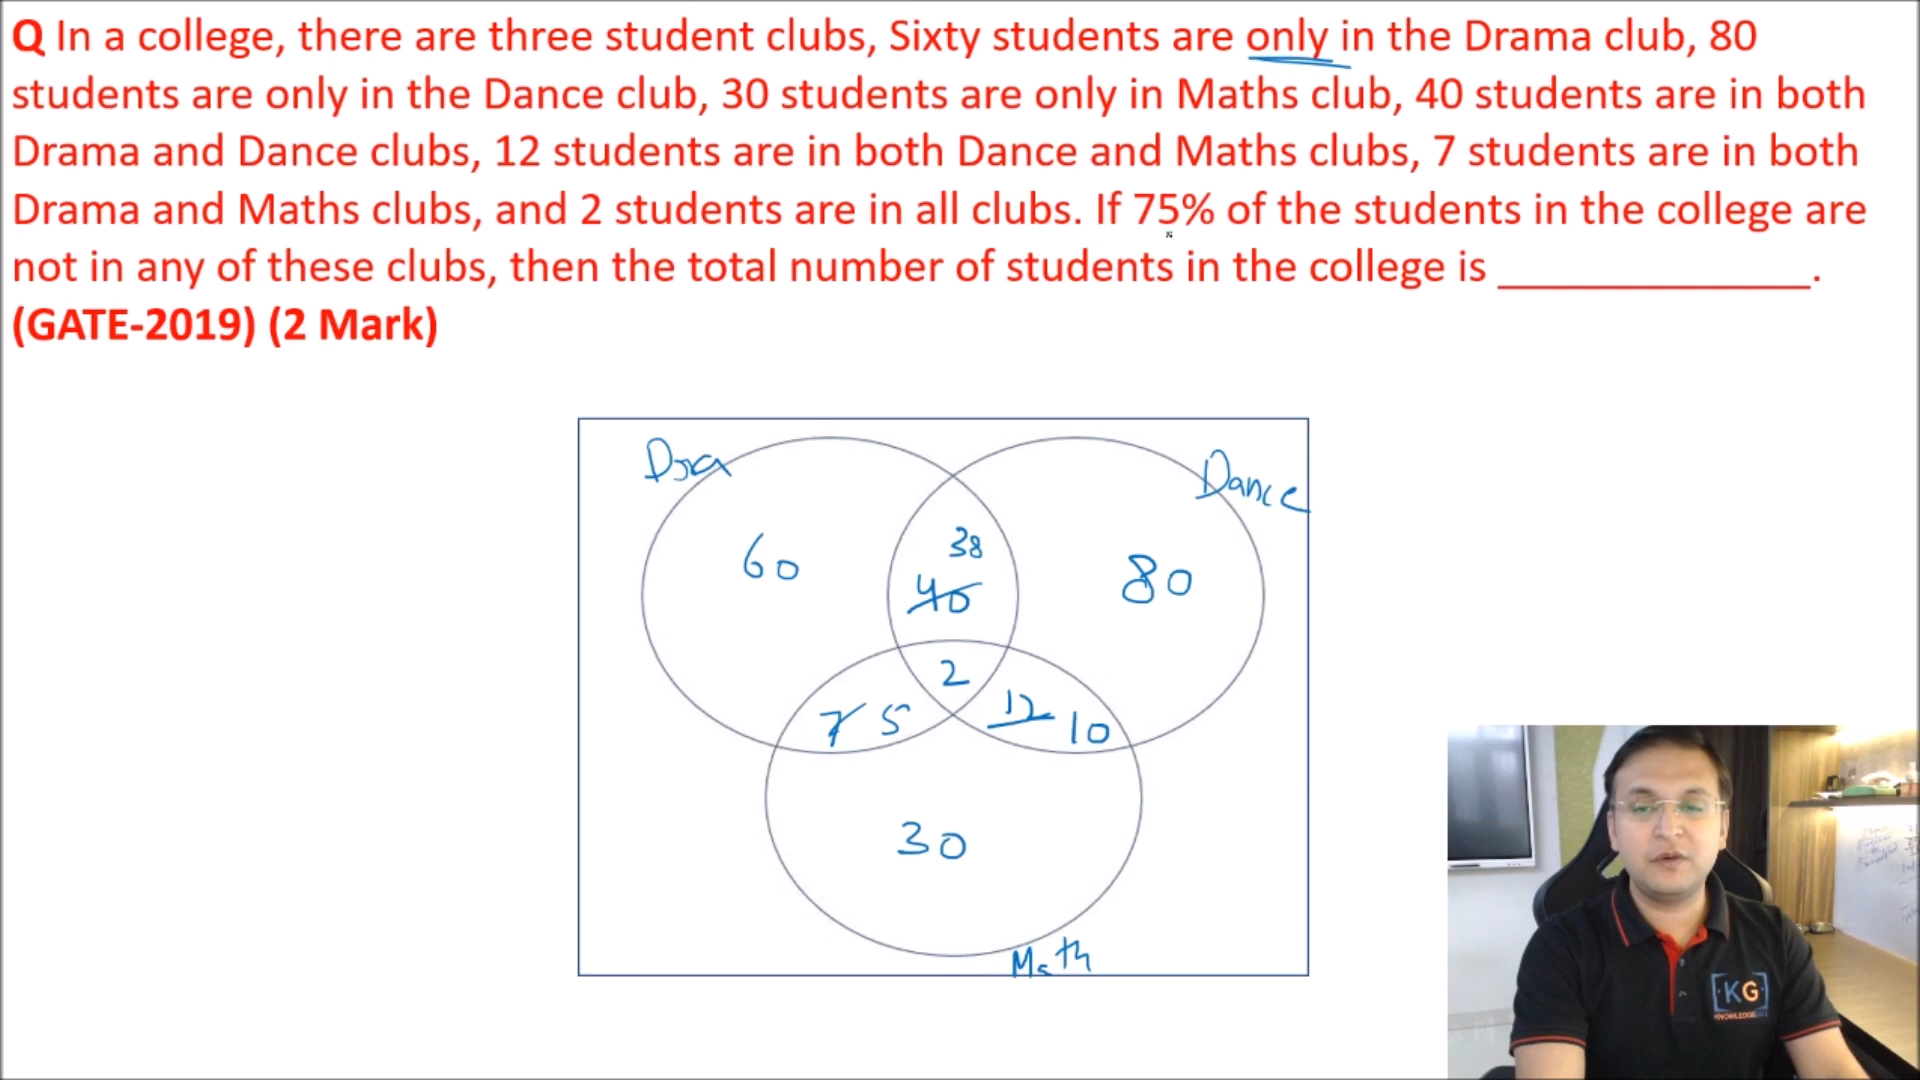 Q In a college, there are three student clubs, Sixty students are only in the Drama club, 80
students are only in the Dance club, 30 students are only in Maths club, 40 students are in both
Drama and Dance clubs, 12 students are in both Dance and Maths clubs, 7 students are in both
Drama and Maths clubs, and 2 students are in all clubs. If 75% of the students in the college are
not in any of these clubs, then the total number of students in the college is ______________.
(GATE-2019) (2 Mark)
Dra
Dance
38
60
40
80
2
7 5
12 10
30
Math
KG